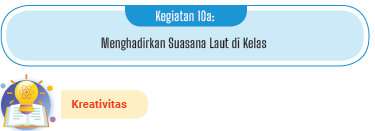 Kegiatan 10a:
Menghadirkan Suasana Laut di Kelas
Kreativitas